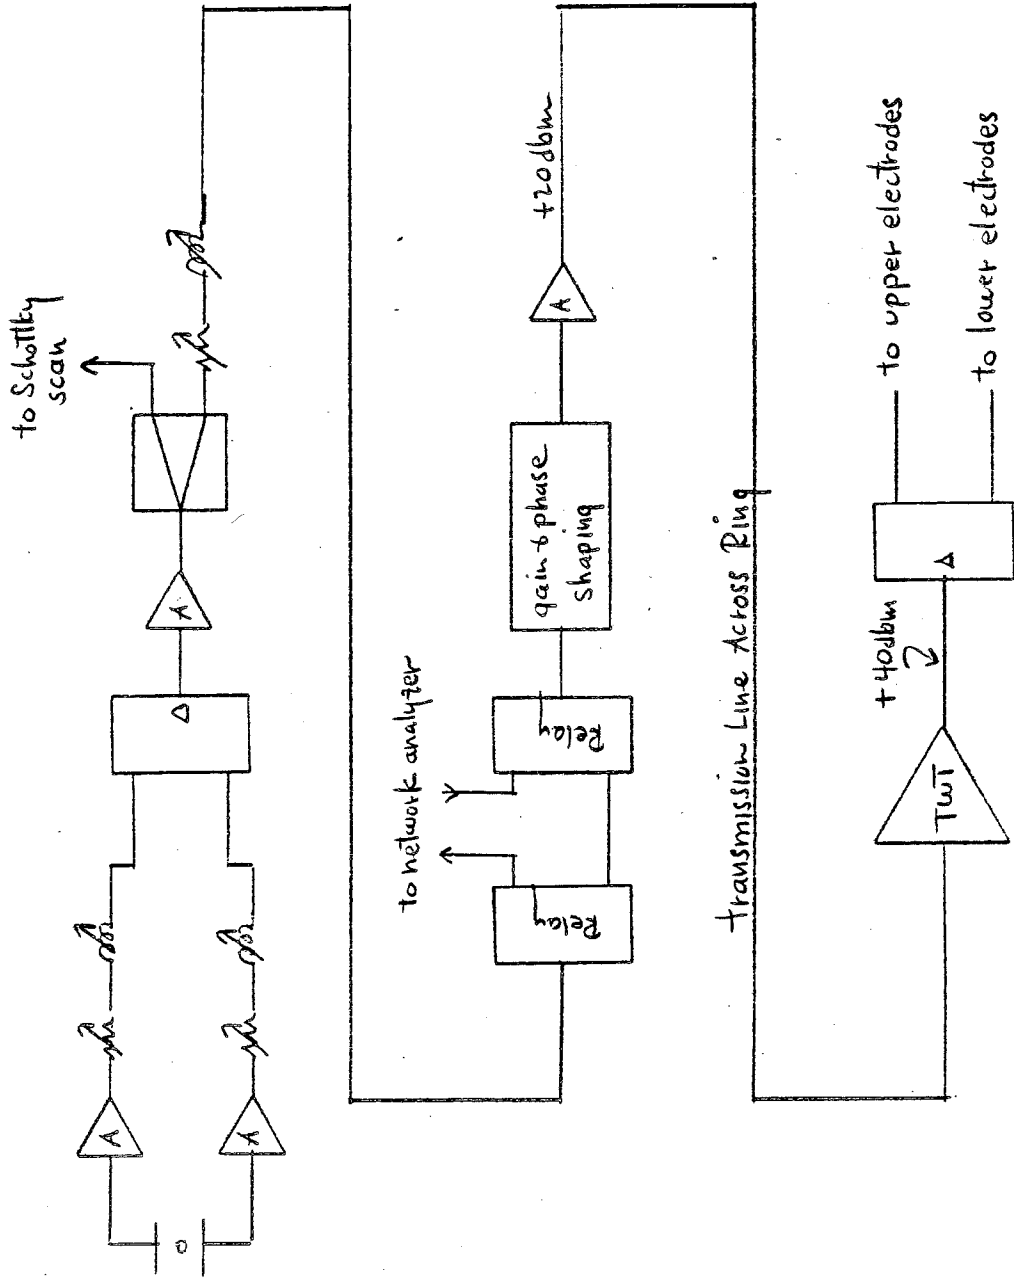 o
A
A
Δ
A
to Schottky
scan
to network analyzer
Relay
Relay
gain & phase
shaping
A
+20dbm
Transmission Line Across Ring
TWT
+40dbm
Δ
to upper electrodes
to lower electrodes